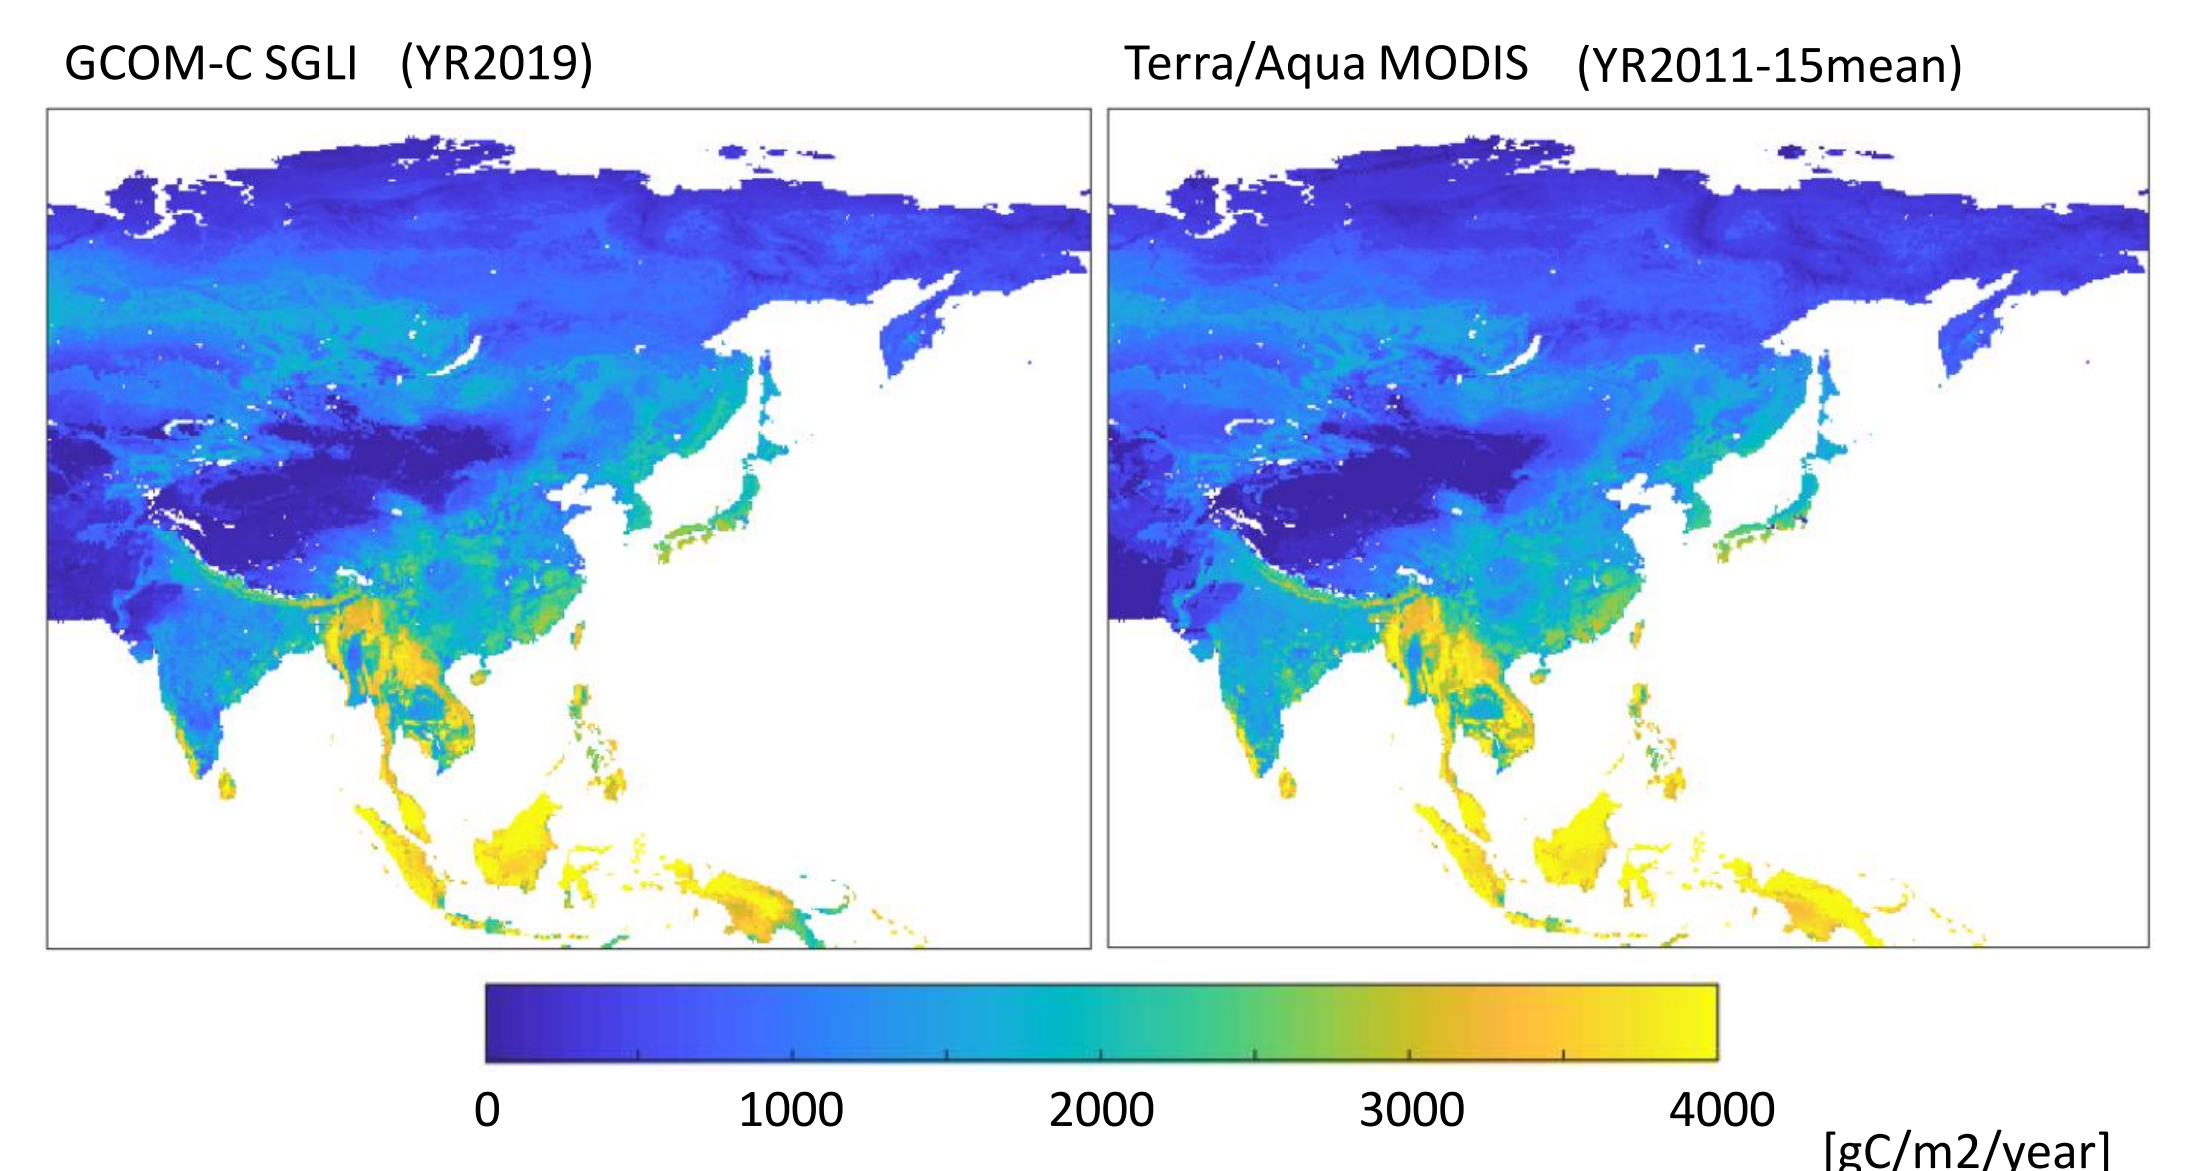 GCOM-C SGLI (YR2019)
Terra/Aqua MODIS (YR2011-15mean)
0 1000 2000 3000 4000
[gC/m2/year]